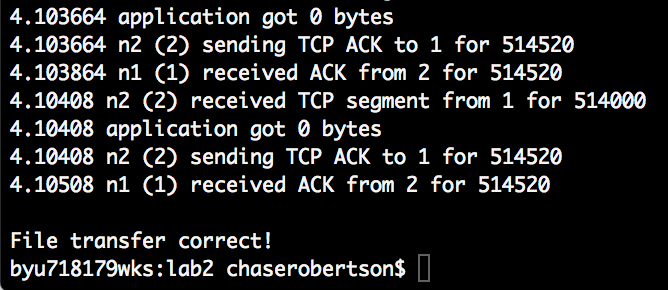 4.103664 application got 0 bytes
4.103664 n2 (2) sending TCP ACK to 1 for 514520
4.103864 n1 (1) received ACK from 2 for 514520
4.10408 n2 (2) received TCP segment from 1 for 514000
4.10408 application got 0 bytes
4.10408 n2 (2) sending TCP ACK to 1 for 514520
4.10508 n1 (1) received ACK from 2 for 514520
File transfer correct!
byu718179wks:lab2 chaserobertson$